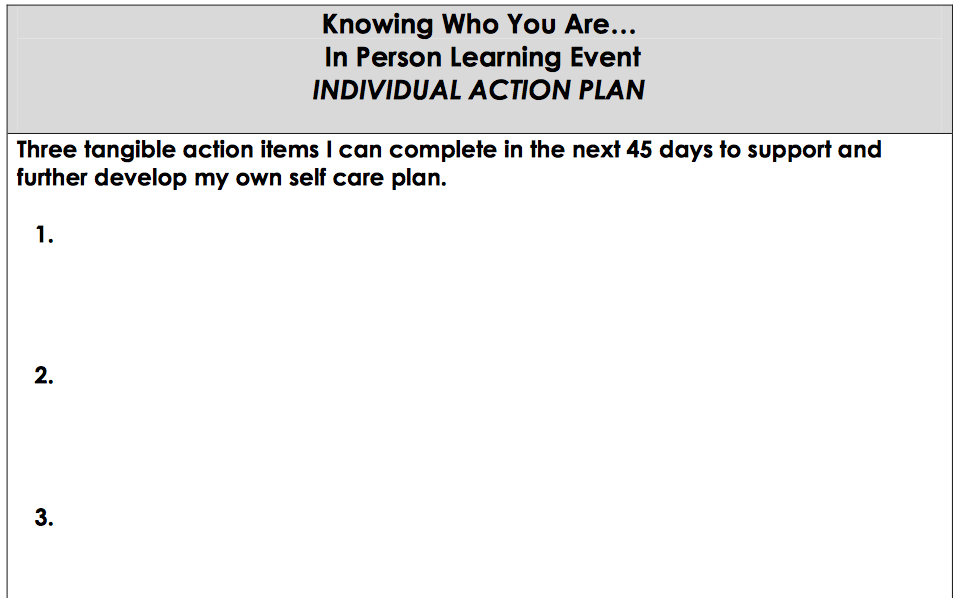 Knowing Who You Are...
In Person Learning Event
INDIVIDUAL ACTION PLAN
Three tangible action items I can complete in the next 45 days to support and
further develop my own self care plan.
1.
2.
3.